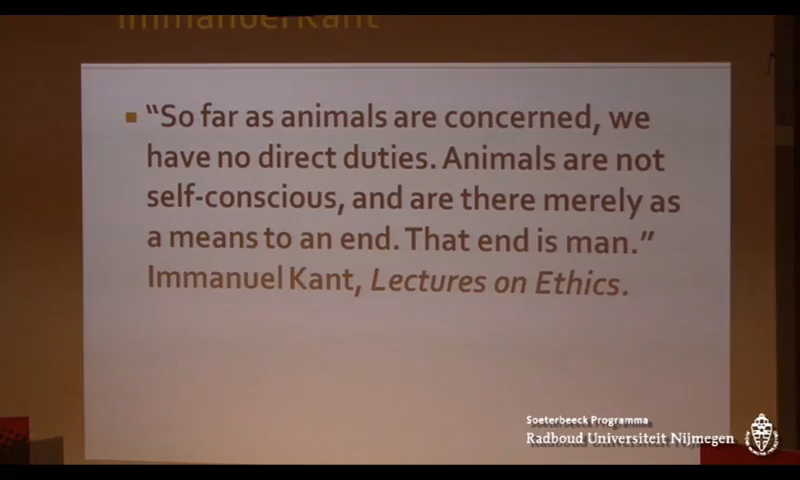 Immanuel Kant
“So far as animals are concerned, we
have no direct duties. Animals are not
self-conscious, and are there merely as
a means to an end. That end is man.”
Immanuel Kant, Lectures on Ethics.
Soeterbeeck Programma
Radboud Universiteit Nijmegen